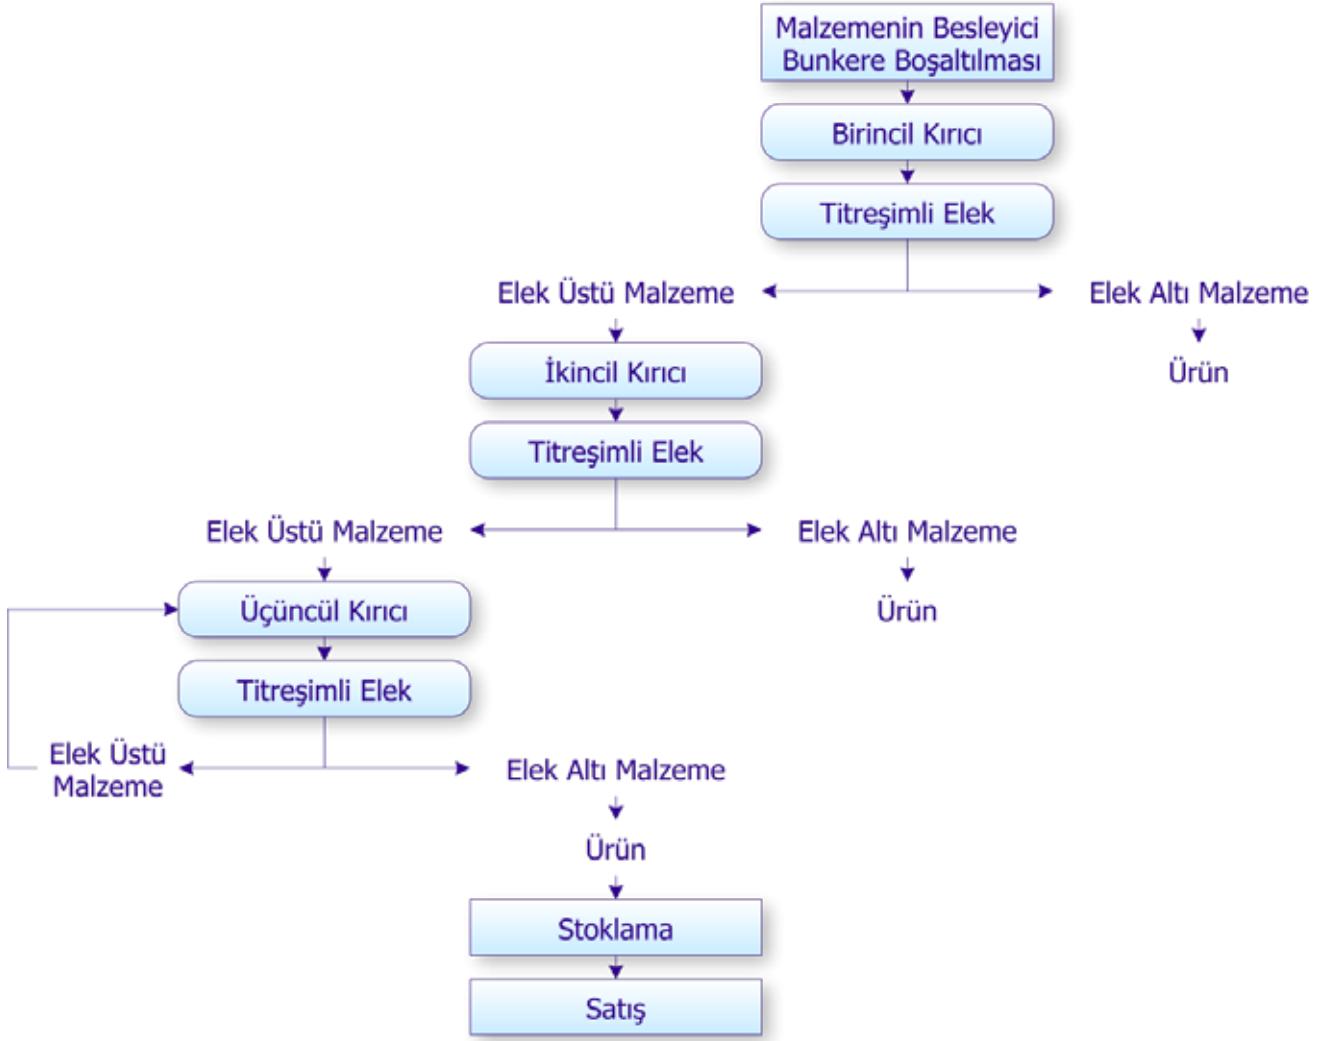 Malzemenin Besleyici
Bunkere Boşaltılması
Birincil Kırıcı
Titreşimli Elek
Elek Üstü Malzeme
Elek Altı Malzeme
İkincil Kırıcı
Ürün
Titreşimli Elek
Elek Üstü Malzeme
Elek Altı Malzeme
Üçüncül Kırıcı
Ürün
Titreşimli Elek
Elek Üstü
Malzeme
Elek Altı Malzeme
Ürün
Stoklama
Satış